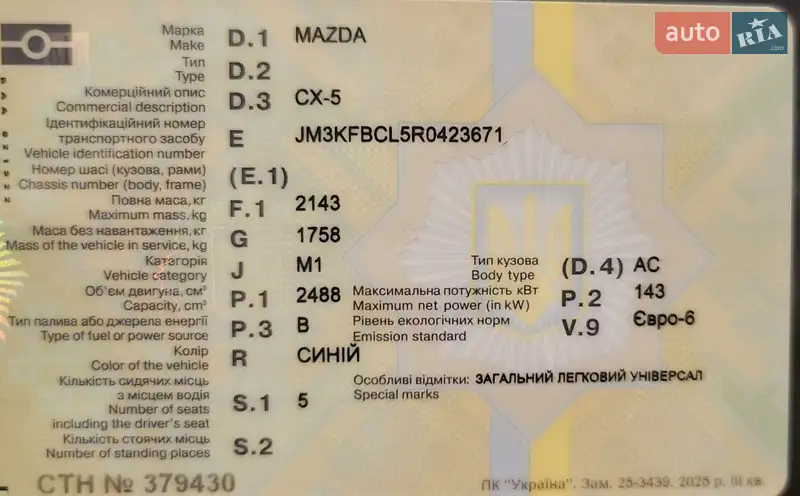 Марка
Make D.1 MAZDA
Тип
Type D.2
Комерційний опис
Commercial description D.3 CX-5
Ідентифікаційний номер
транспортного засобу
Vehicle identification number E JM3KFBCL5R0423671
Номер шасі (кузова, рами)
Chassis number (body, frame) (E.1)
Повна маса, кг
Maximum mass, kg F.1 2143
Маса без навантаження, кг
Mass of the vehicle in service, kg G 1758
Категорія
Vehicle category J M1
Тип кузова
Body type (D.4) AC
Об'єм двигуна, см³
Capacity, cm³ P.1 2488
Максимальна потужність кВт
Maximum net power (in kW) P.2 143
Тип палива або джерела енергії
Type of fuel or power source P.3 B
Рівень екологічних норм
Emission standard V.9 Євро-6
Колір
Color of the vehicle R СИНІЙ
Кількість сидячих місць
з місцем водія
Number of seats
including the driver's seat S.1 5
Особливі відмітки: ЗАГАЛЬНИЙ ЛЕГКОВИЙ УНІВЕРСАЛ
Special marks
Кількість стоячих місць
Number of standing places S.2
СТН № 379430
ПК "Україна". Зам. 25-3439. 2025 р. ІІІ кв.
auto RIA.com